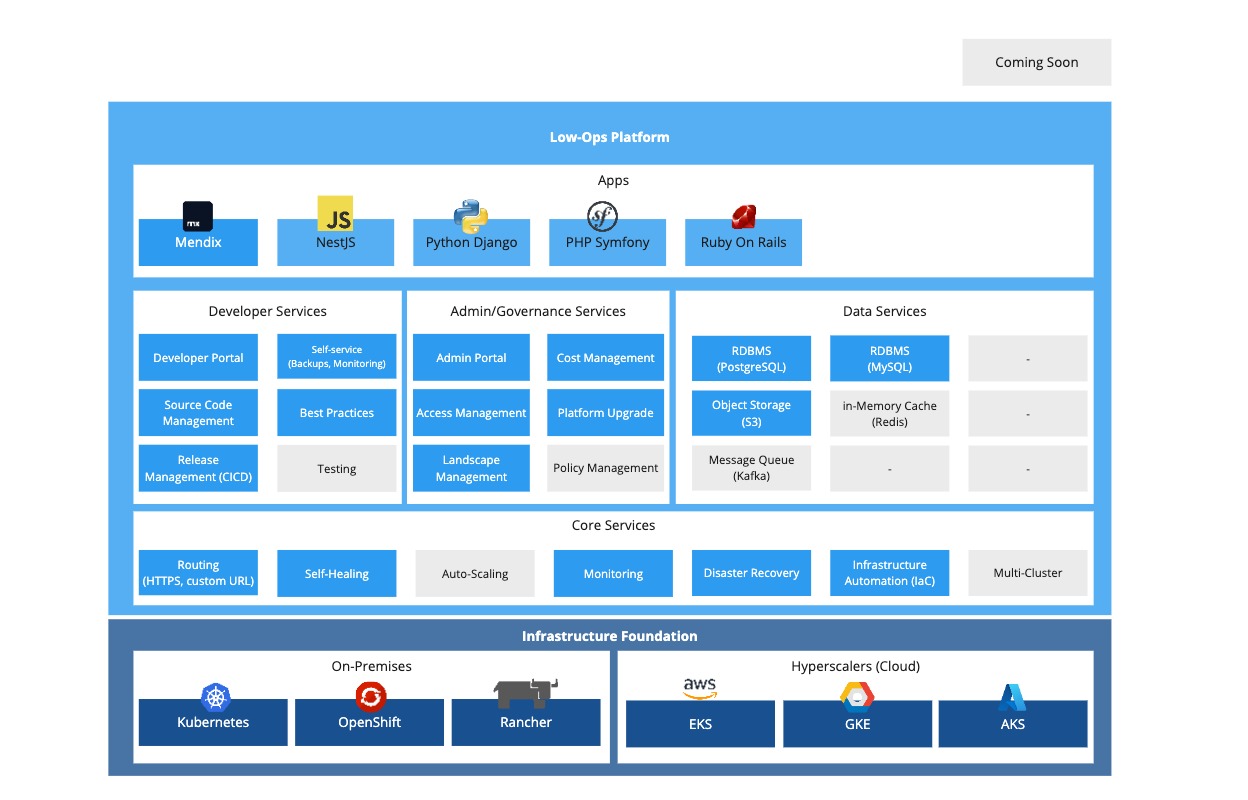 Coming Soon
Low-Ops Platform
Apps
mx
JS
sf
Mendix
NestJS
Python Django
PHP Symfony
Ruby On Rails
Developer Services
Developer Portal
Self-service
(Backups, Monitoring)
Source Code
Management
Best Practices
Release
Management (CICD)
Testing
Admin/Governance Services
Admin Portal
Cost Management
Access Management
Platform Upgrade
Landscape
Management
Policy Management
Data Services
RDBMS
(PostgreSQL)
RDBMS
(MySQL)
-
Object Storage
(S3)
in-Memory Cache
(Redis)
-
Message Queue
(Kafka)
-
-
Core Services
Routing
(HTTPS, custom URL)
Self-Healing
Auto-Scaling
Monitoring
Disaster Recovery
Infrastructure
Automation (IaC)
Multi-Cluster
Infrastructure Foundation
On-Premises
Kubernetes
OpenShift
Rancher
Hyperscalers (Cloud)
aws
EKS
GKE
AKS